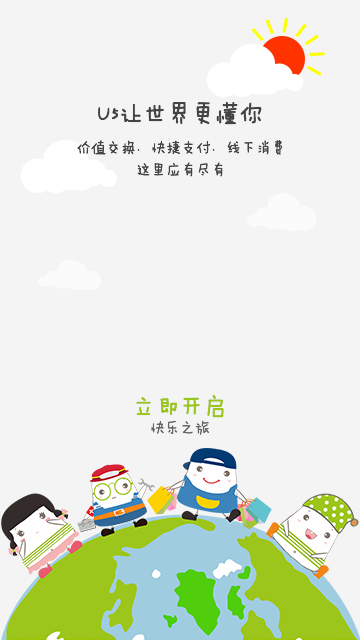 U5让世界更懂你
价值交换、快捷支付、线下消费
这里应有尽有
立即开启
快乐之旅